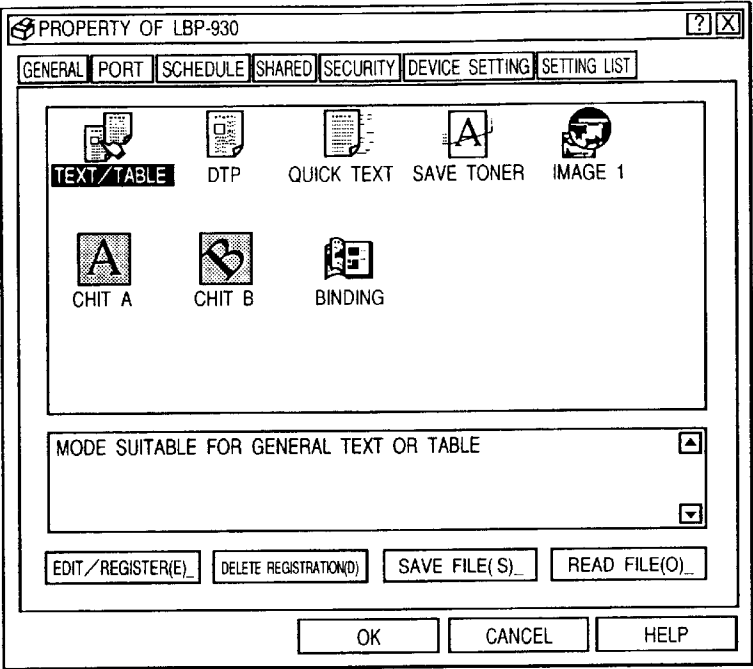 PROPERTY OF LBP-930 ? X
GENERAL PORT SCHEDULE SHARED SECURITY DEVICE SETTING SETTING LIST
TEXT/TABLE DTP QUICK TEXT SAVE TONER IMAGE 1
CHIT A CHIT B BINDING
MODE SUITABLE FOR GENERAL TEXT OR TABLE
EDIT/REGISTER(E)_ DELETE REGISTRATION(D) SAVE FILE(S)_ READ FILE(O)_
OK CANCEL HELP